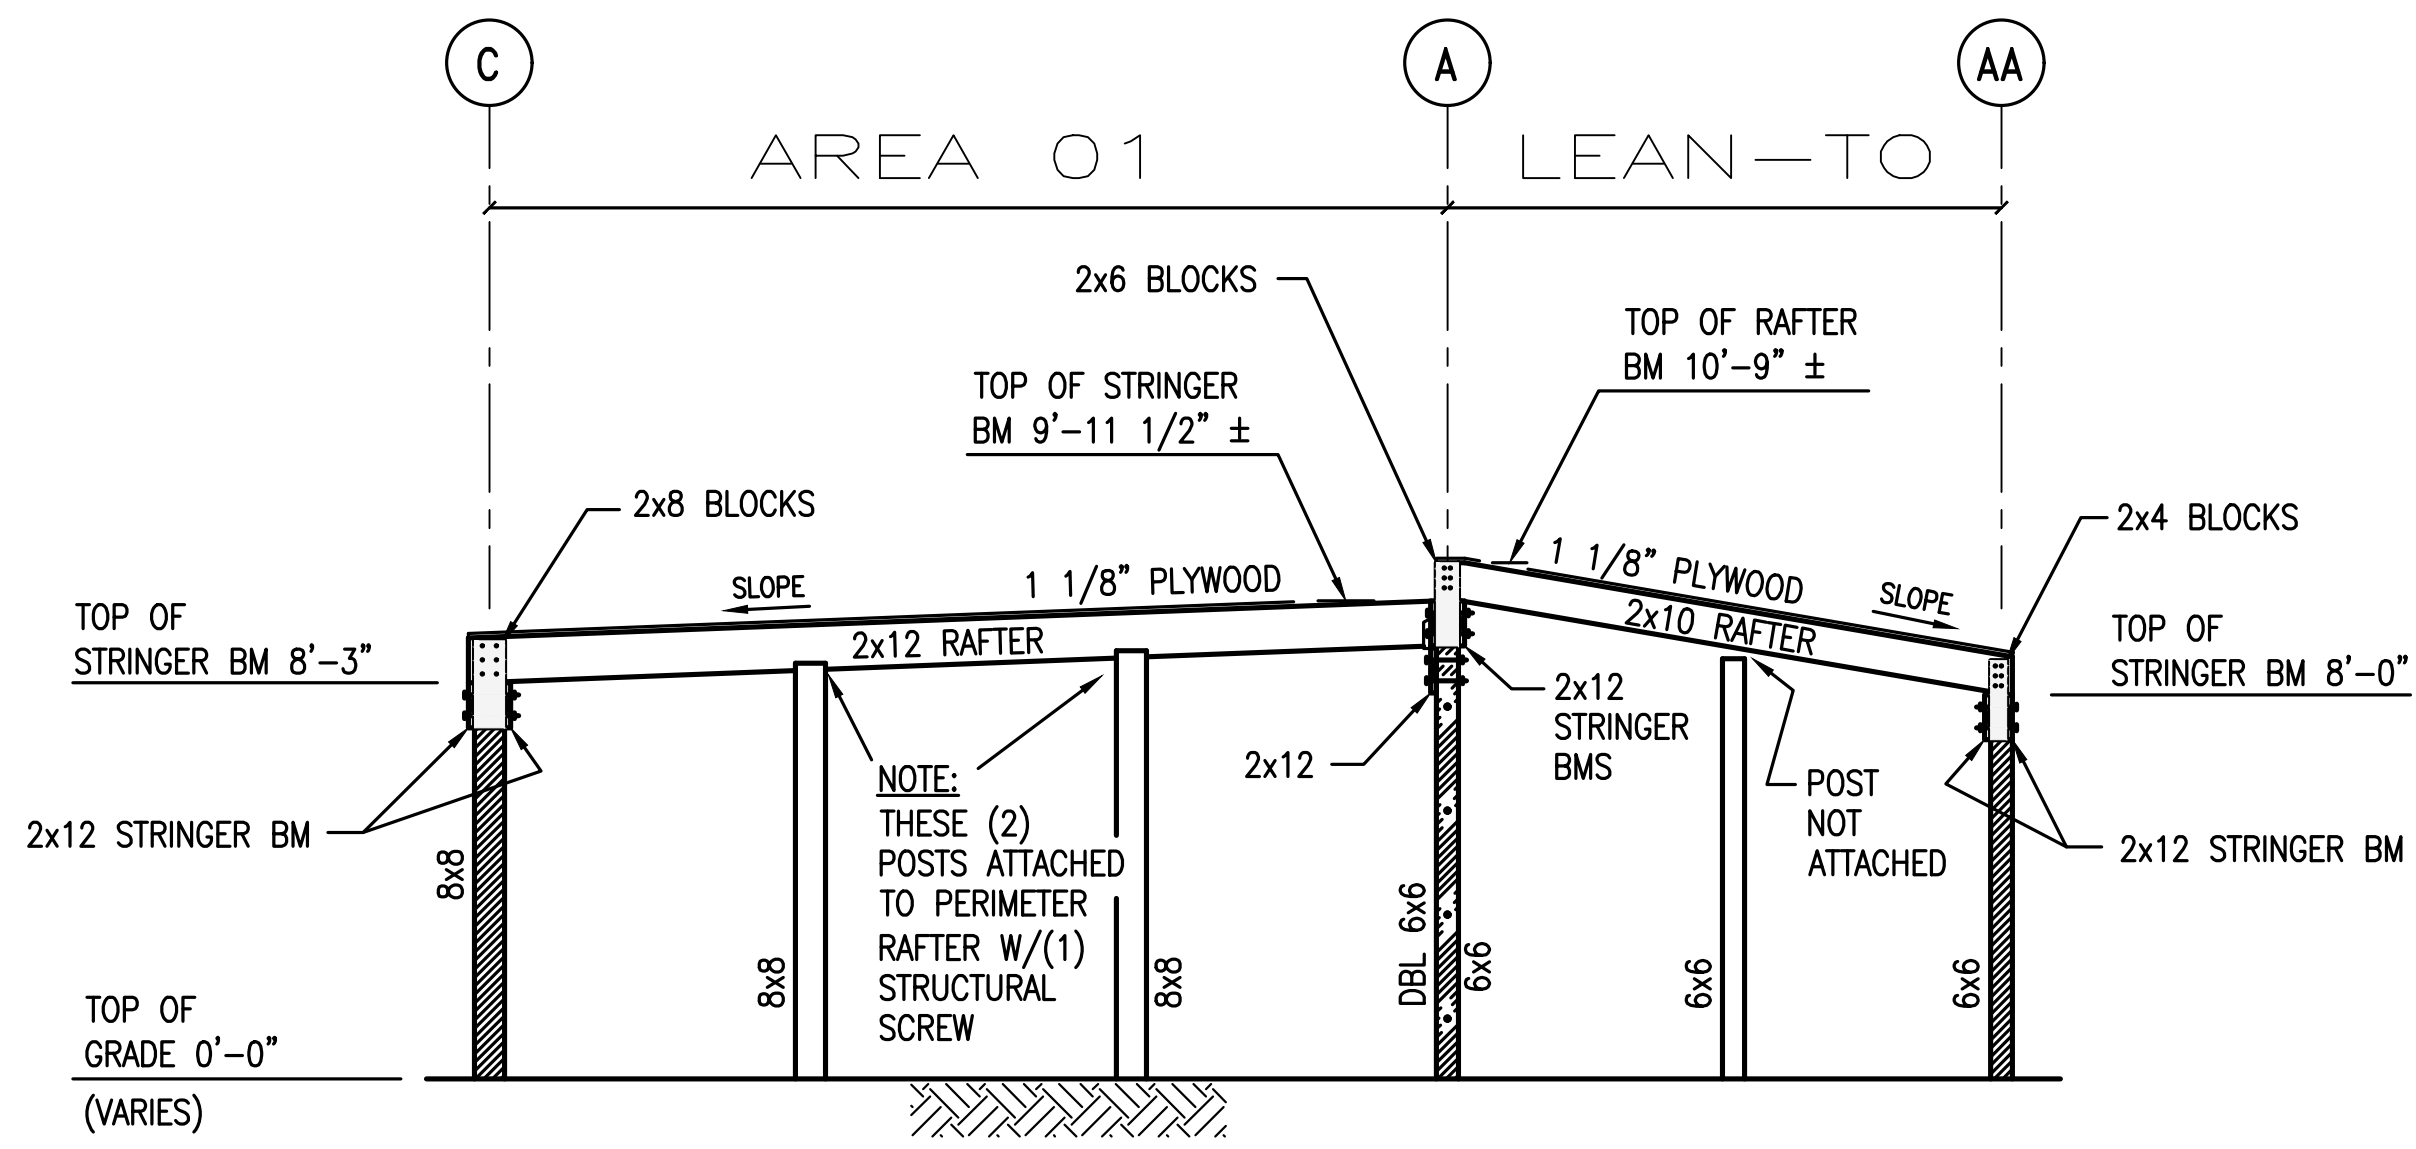 C
A
AA
AREA 01
LEAN-TO
2x6 BLOCKS
TOP OF RAFTER
BM 10'-9" ±
TOP OF STRINGER
BM 9'-11 1/2" ±
2x8 BLOCKS
2x4 BLOCKS
SLOPE
1 1/8" PLYWOOD
1 1/8" PLYWOOD
SLOPE
TOP OF
STRINGER BM 8'-3"
2x12 RAFTER
2x10 RAFTER
TOP OF
STRINGER BM 8'-0"
2x12
STRINGER
BMS
2x12
NOTE:
THESE (2)
POSTS ATTACHED
TO PERIMETER
RAFTER W/(1)
STRUCTURAL
SCREW
POST
NOT
ATTACHED
2x12 STRINGER BM
2x12 STRINGER BM
8x8
8x8
8x8
DBL 6x6
6x6
6x6
6x6
TOP OF
GRADE 0'-0"
(VARIES)